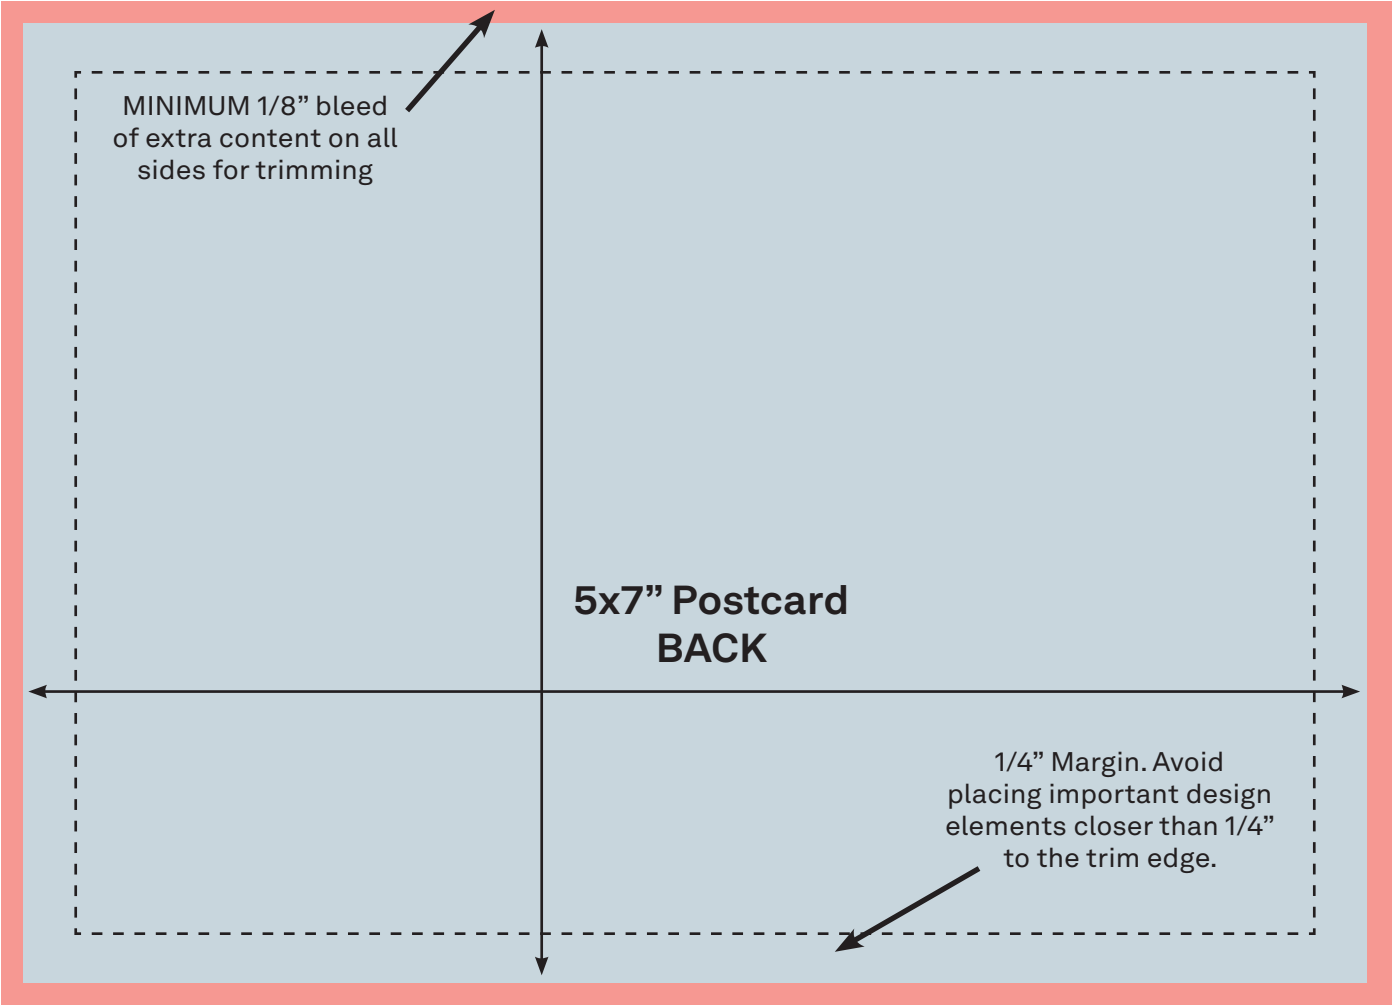 MINIMUM 1/8” bleed
of extra content on all
sides for trimming
5x7” Postcard
BACK
1/4” Margin. Avoid
placing important design
elements closer than 1/4”
to the trim edge.